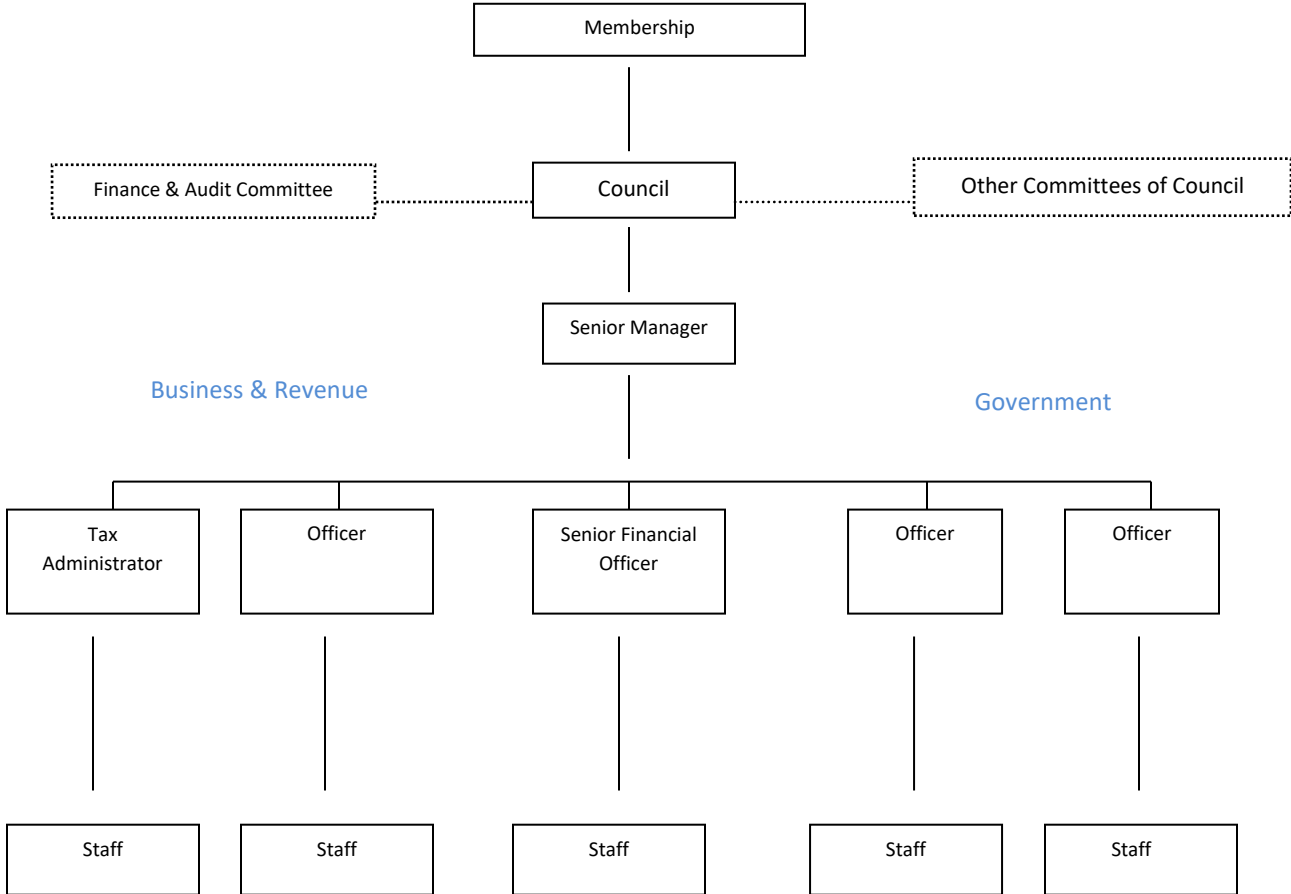 Membership
Finance & Audit Committee
Council
Other Committees of Council
Senior Manager
Business & Revenue
Government
Tax
Administrator
Officer
Senior Financial
Officer
Officer
Officer
Staff
Staff
Staff
Staff
Staff